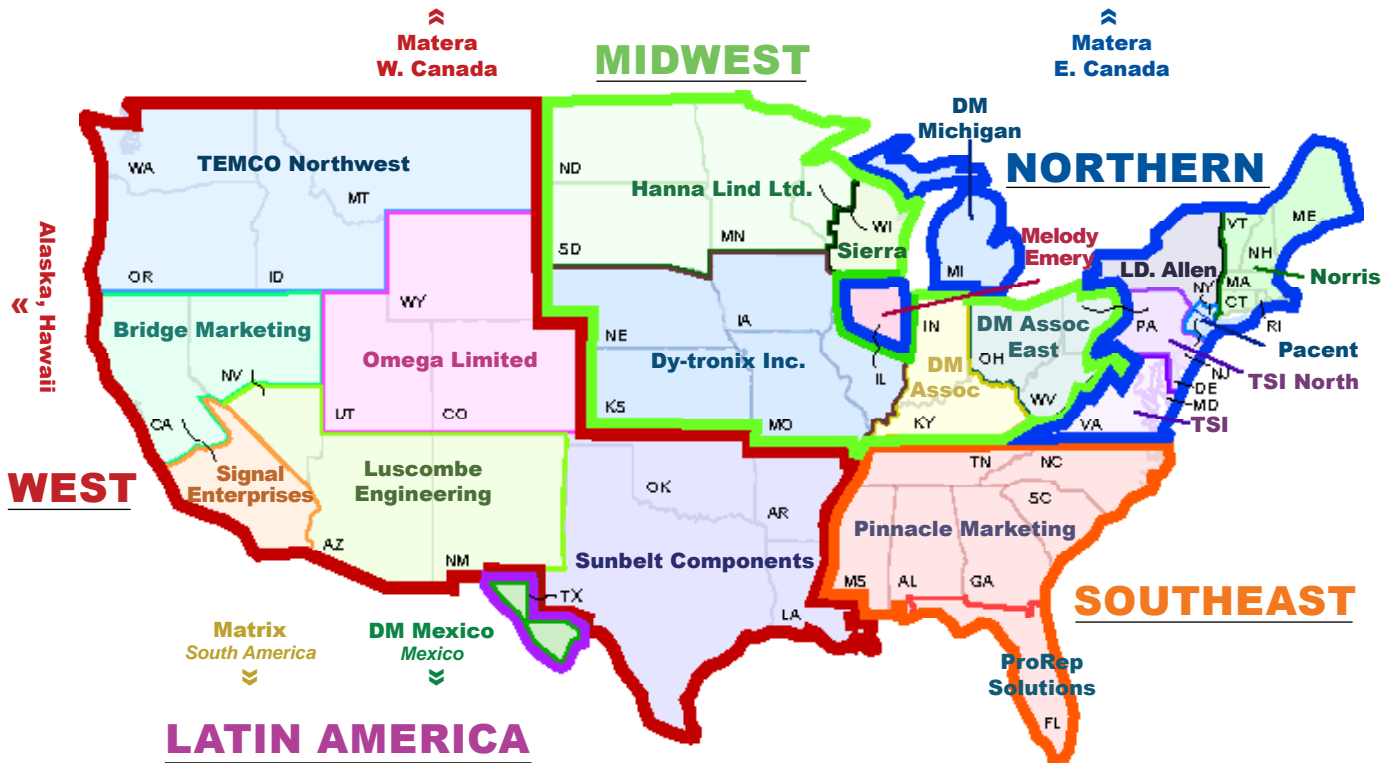 Matera
W. Canada
MIDWEST
Matera
E. Canada
DM
Michigan
NORTHERN
WA
TEMCO Northwest
MT
OR
ID
ND
Hanna Lind Ltd.
SD
MN
WI
Sierra
MI
Melody
Emery
LD. Allen
NY
VT
ME
NH
MA
CT
RI
Norris
Alaska, Hawaii
WY
Bridge Marketing
Omega Limited
NV
CA
UT
CO
NE
IA
Dy-tronix Inc.
KS
MO
IL
IN
DM
Assoc
KY
DM Assoc
East
OH
WV
PA
Pacent
NJ
TSI North
DE
MD
TSI
VA
WEST
Signal
Enterprises
Luscombe
Engineering
AZ
NM
OK
AR
Sunbelt Components
TX
LA
TN
NC
SC
Pinnacle Marketing
MS
AL
GA
SOUTHEAST
ProRep
Solutions
FL
Matrix
South America
DM Mexico
Mexico
LATIN AMERICA